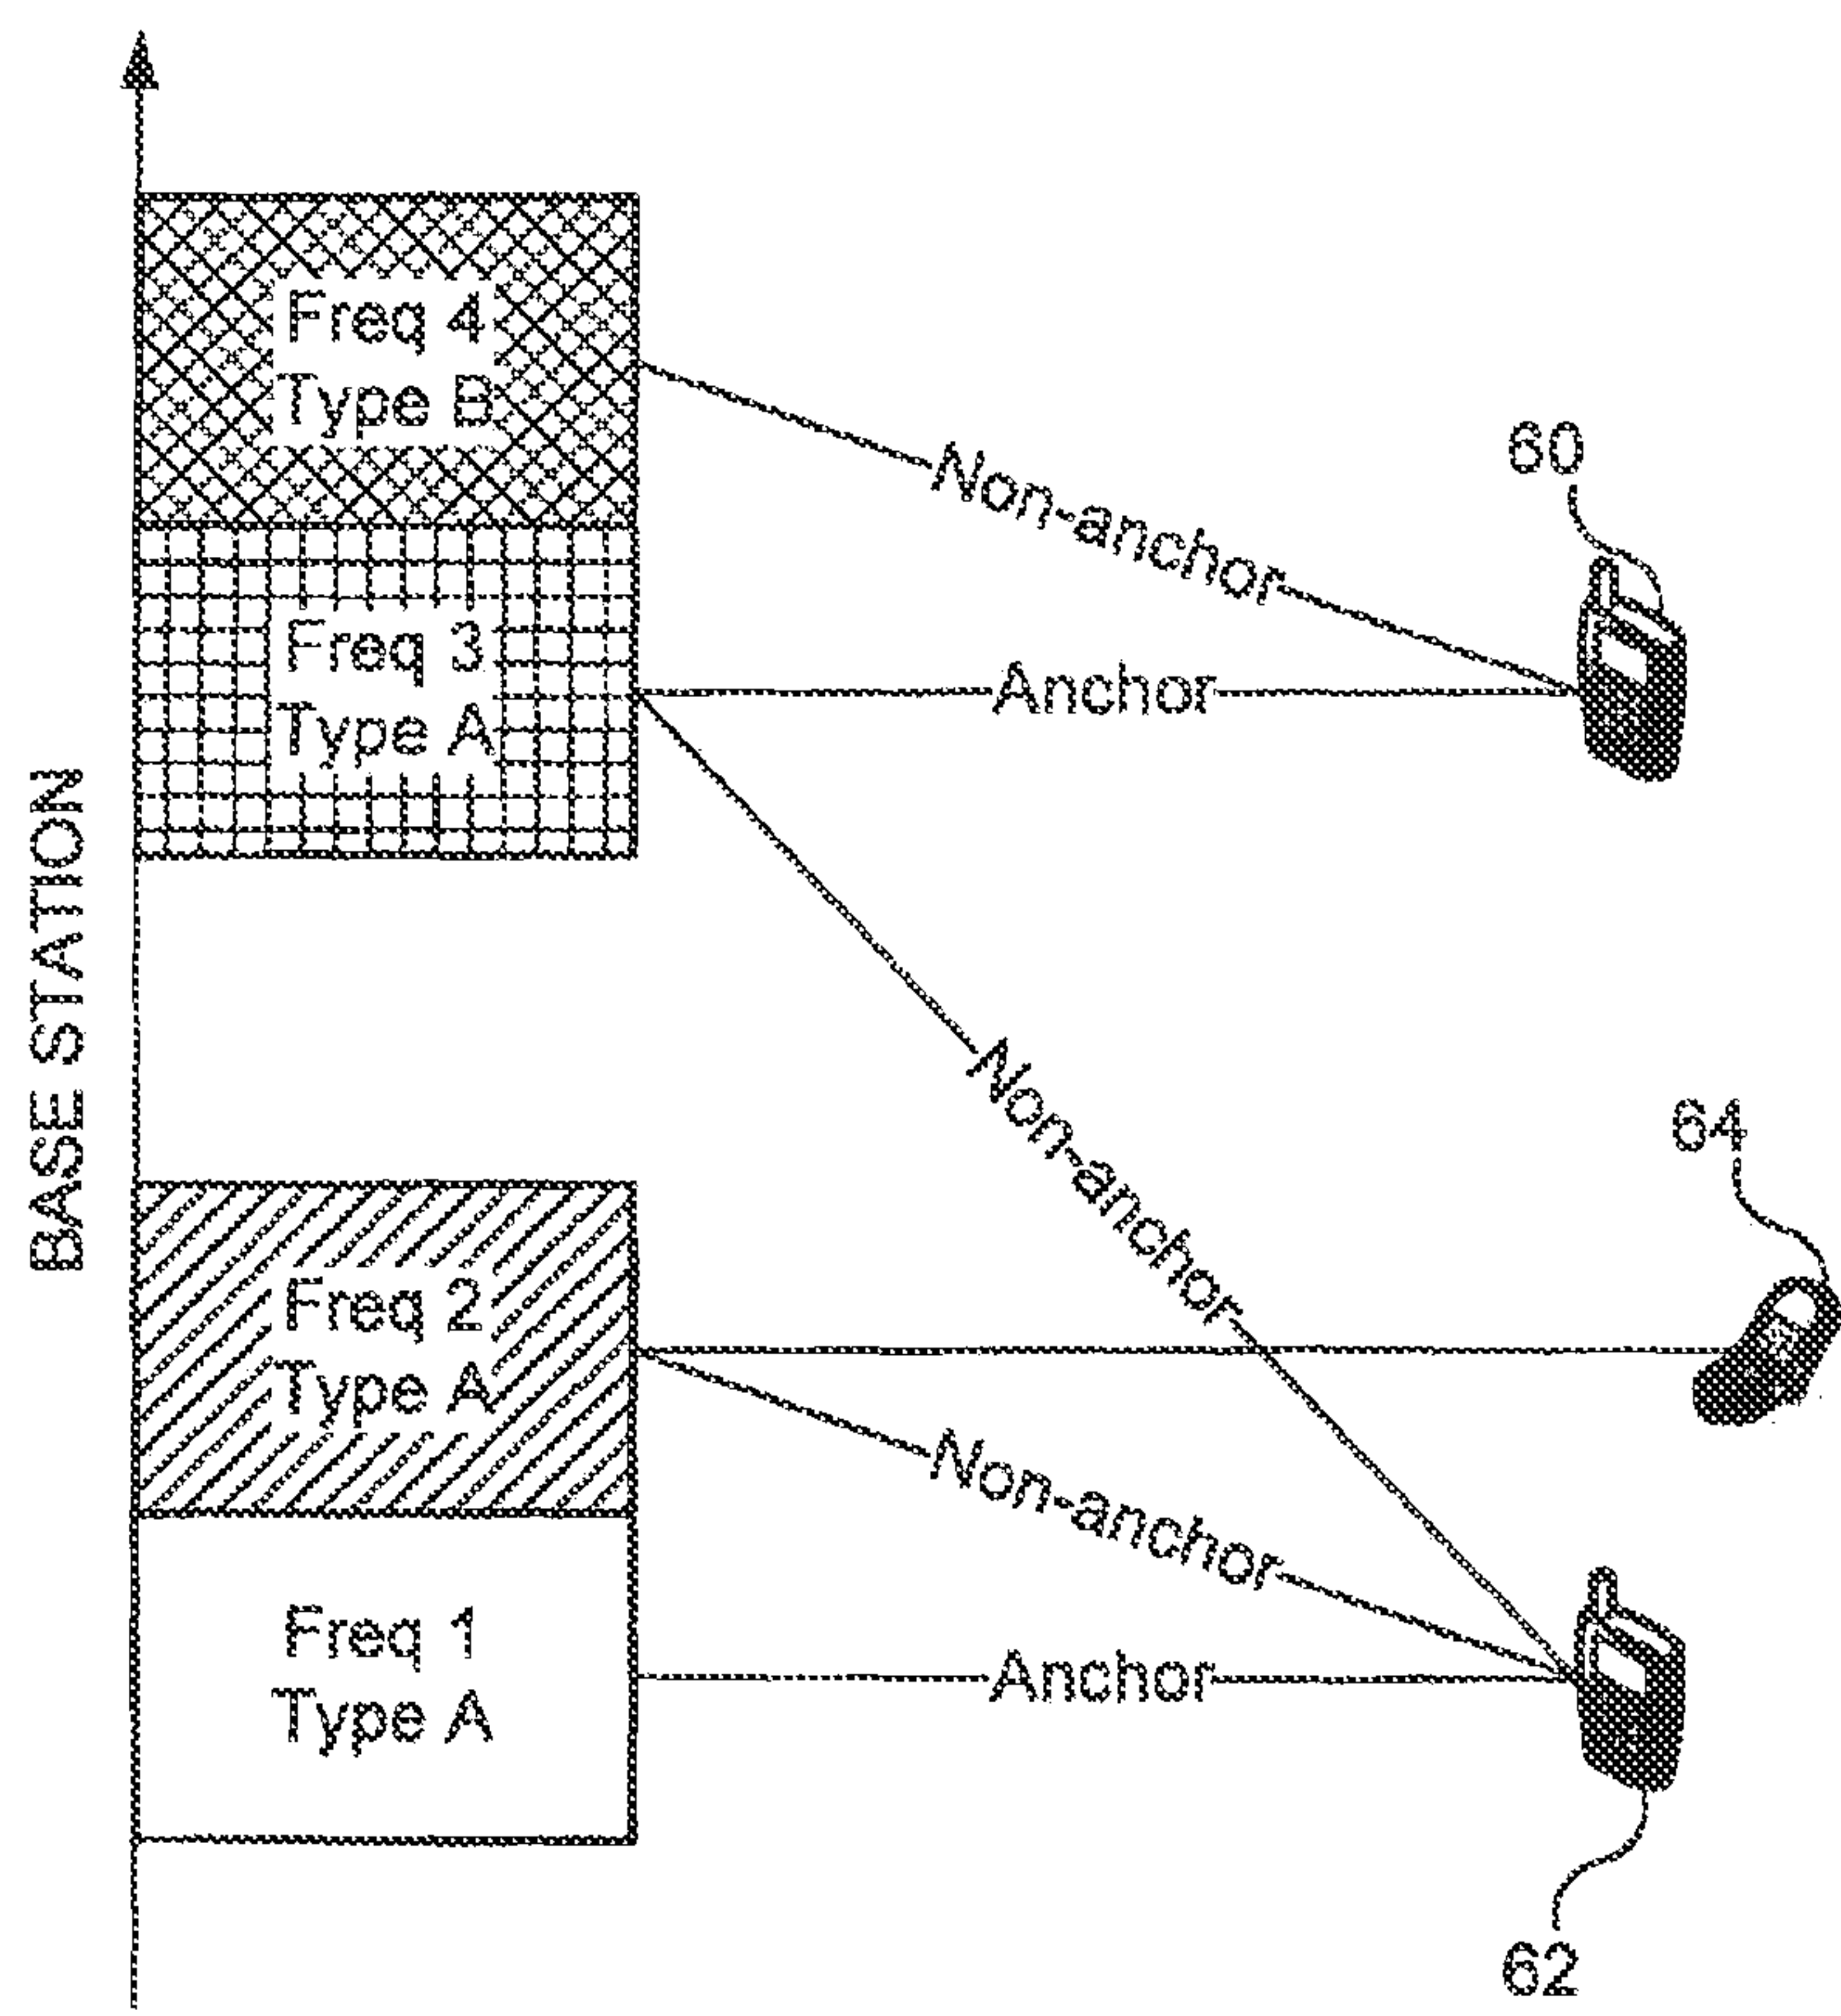 BASE STATION
Freq 4
Type B
Non-anchor
60
Freq 3
Type A
Anchor
Non-anchor
64
Freq 2
Type A
Non-anchor
Freq 1
Type A
Anchor
62